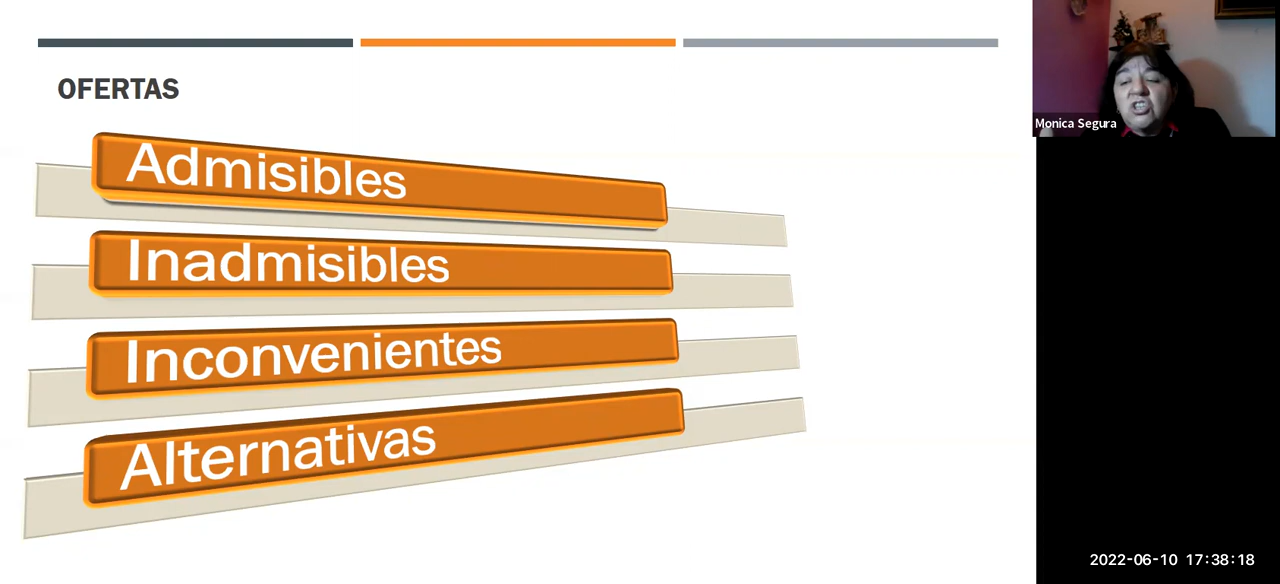 OFERTAS
Admisibles
Inadmisibles
Inconvenientes
Alternativas
Monica Segura
2022-06-10 17:38:18